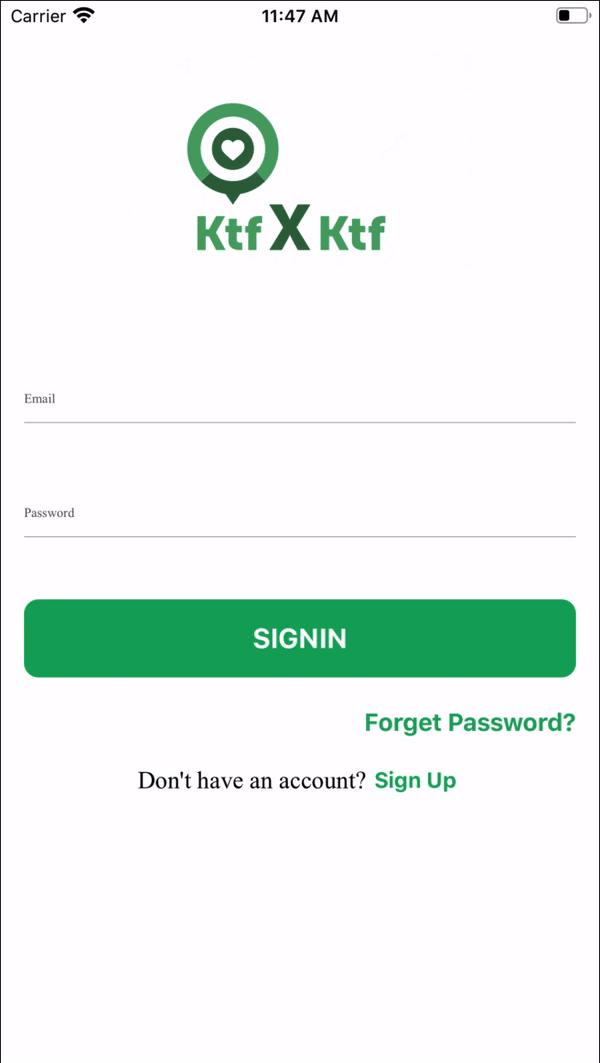 Carrier 11:47 AM
Ktf X Ktf
Email
Password
SIGNIN
Forget Password?
Don't have an account? Sign Up